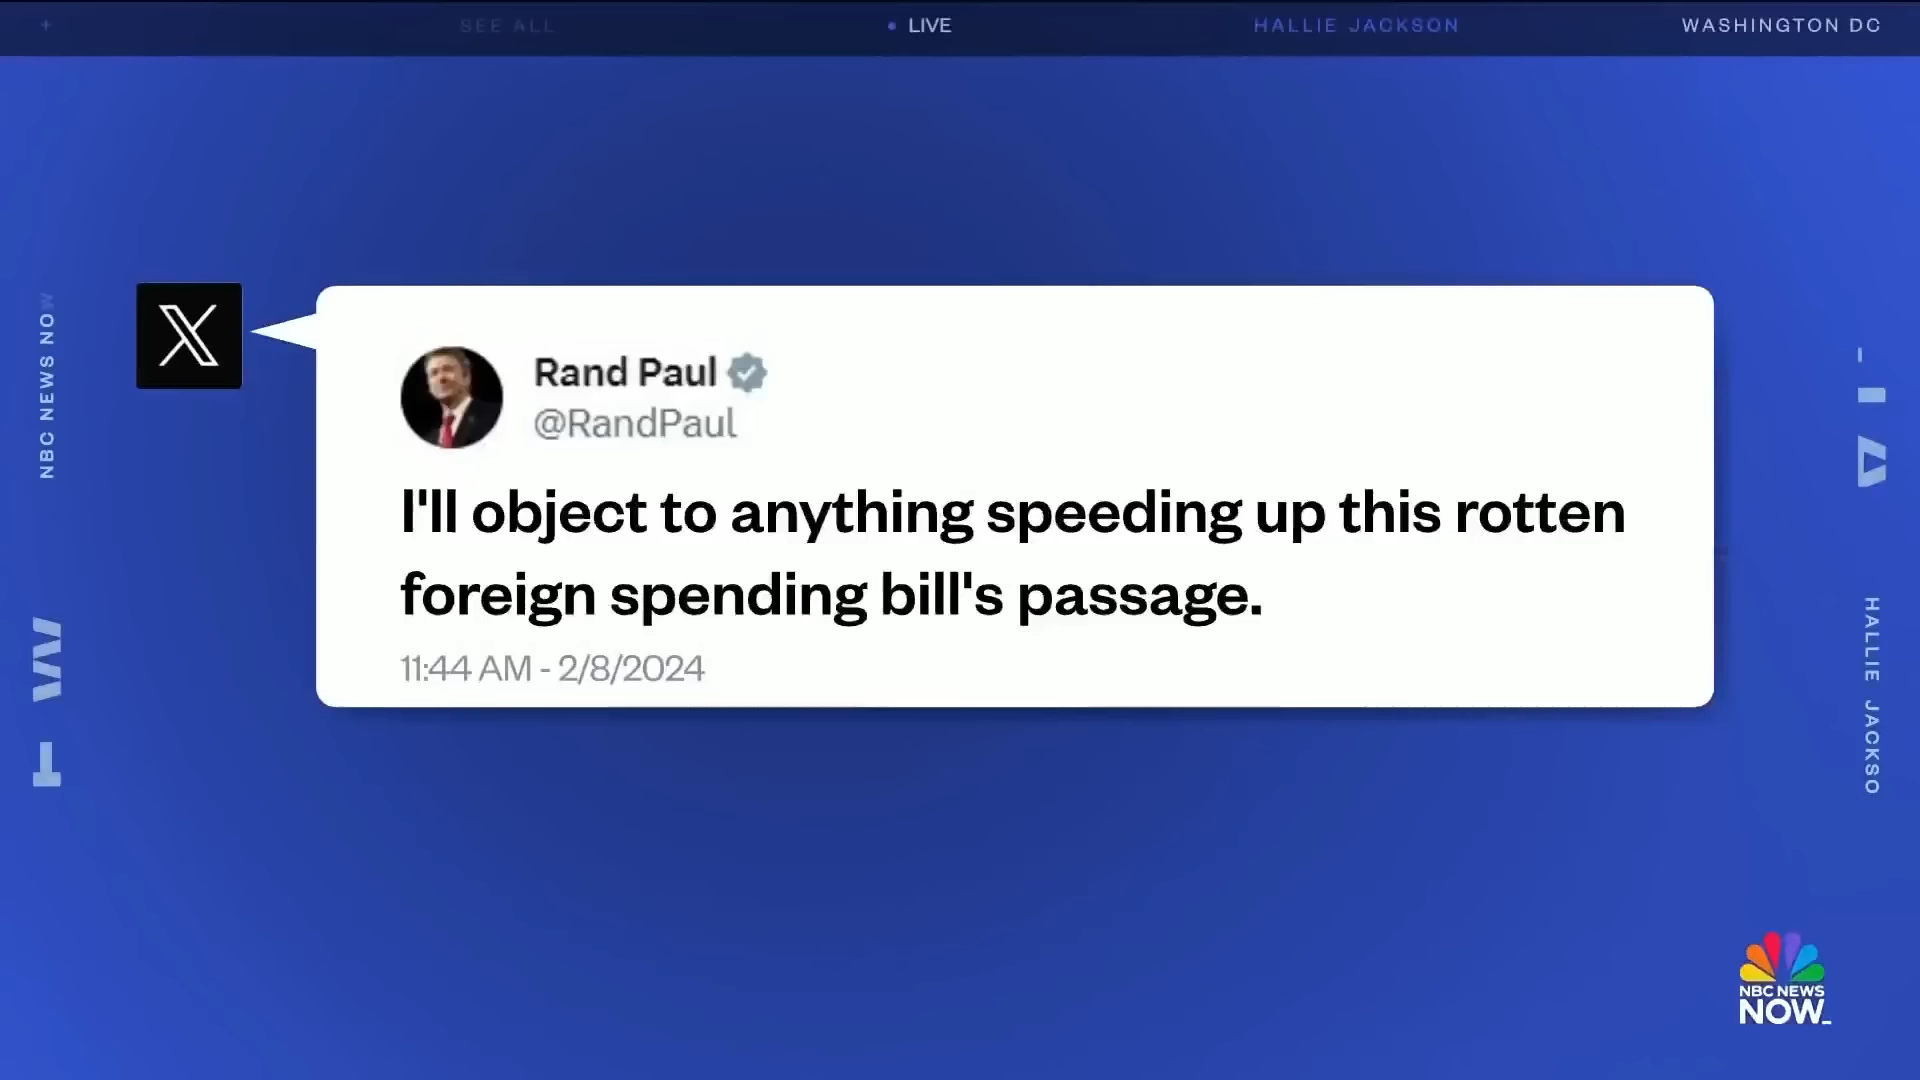 SEE ALL
LIVE
HALLIE JACKSON
WASHINGTON DC
NBC NEWS NOW
X
Rand Paul
@RandPaul
I'll object to anything speeding up this rotten
foreign spending bill's passage.
11:44 AM - 2/8/2024
HALLIE JACKSO
NBC NEWS
NOW_